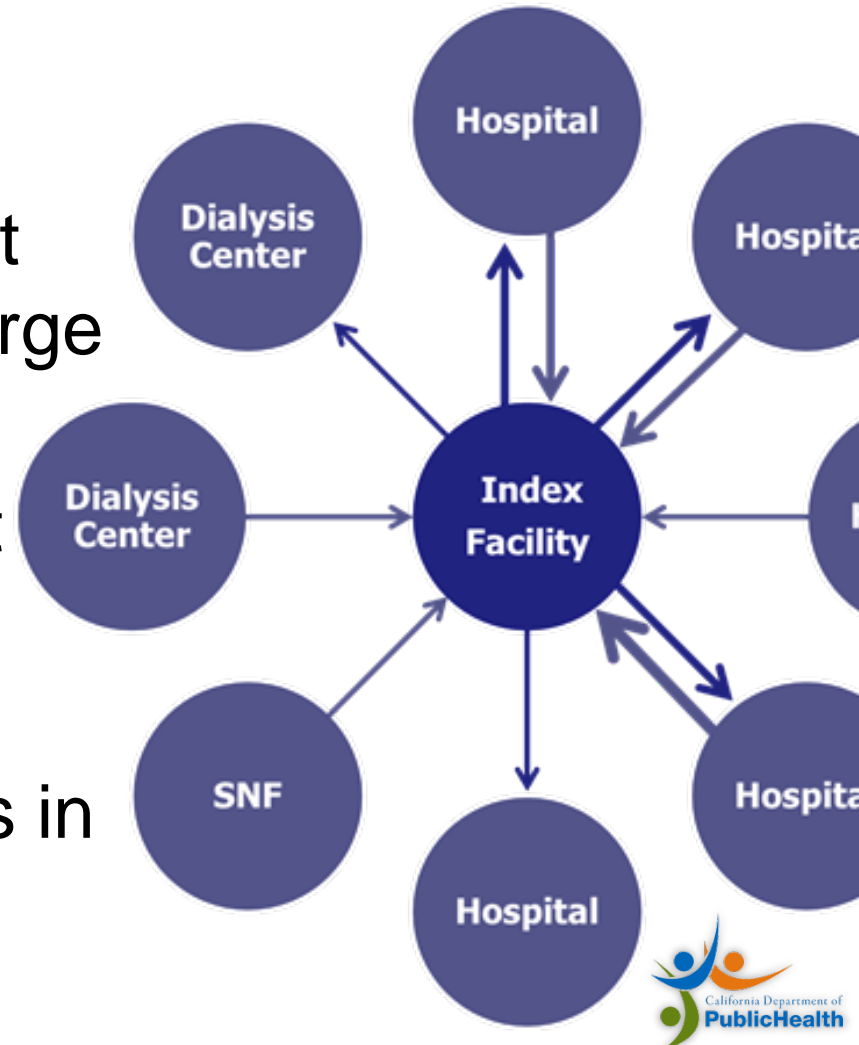 Hospital
Dialysis
Center
t
Hospita
rge
Dialysis
Center
Index
Facility
SNF
Hospita
s in
Hospital
California Department of
PublicHealth